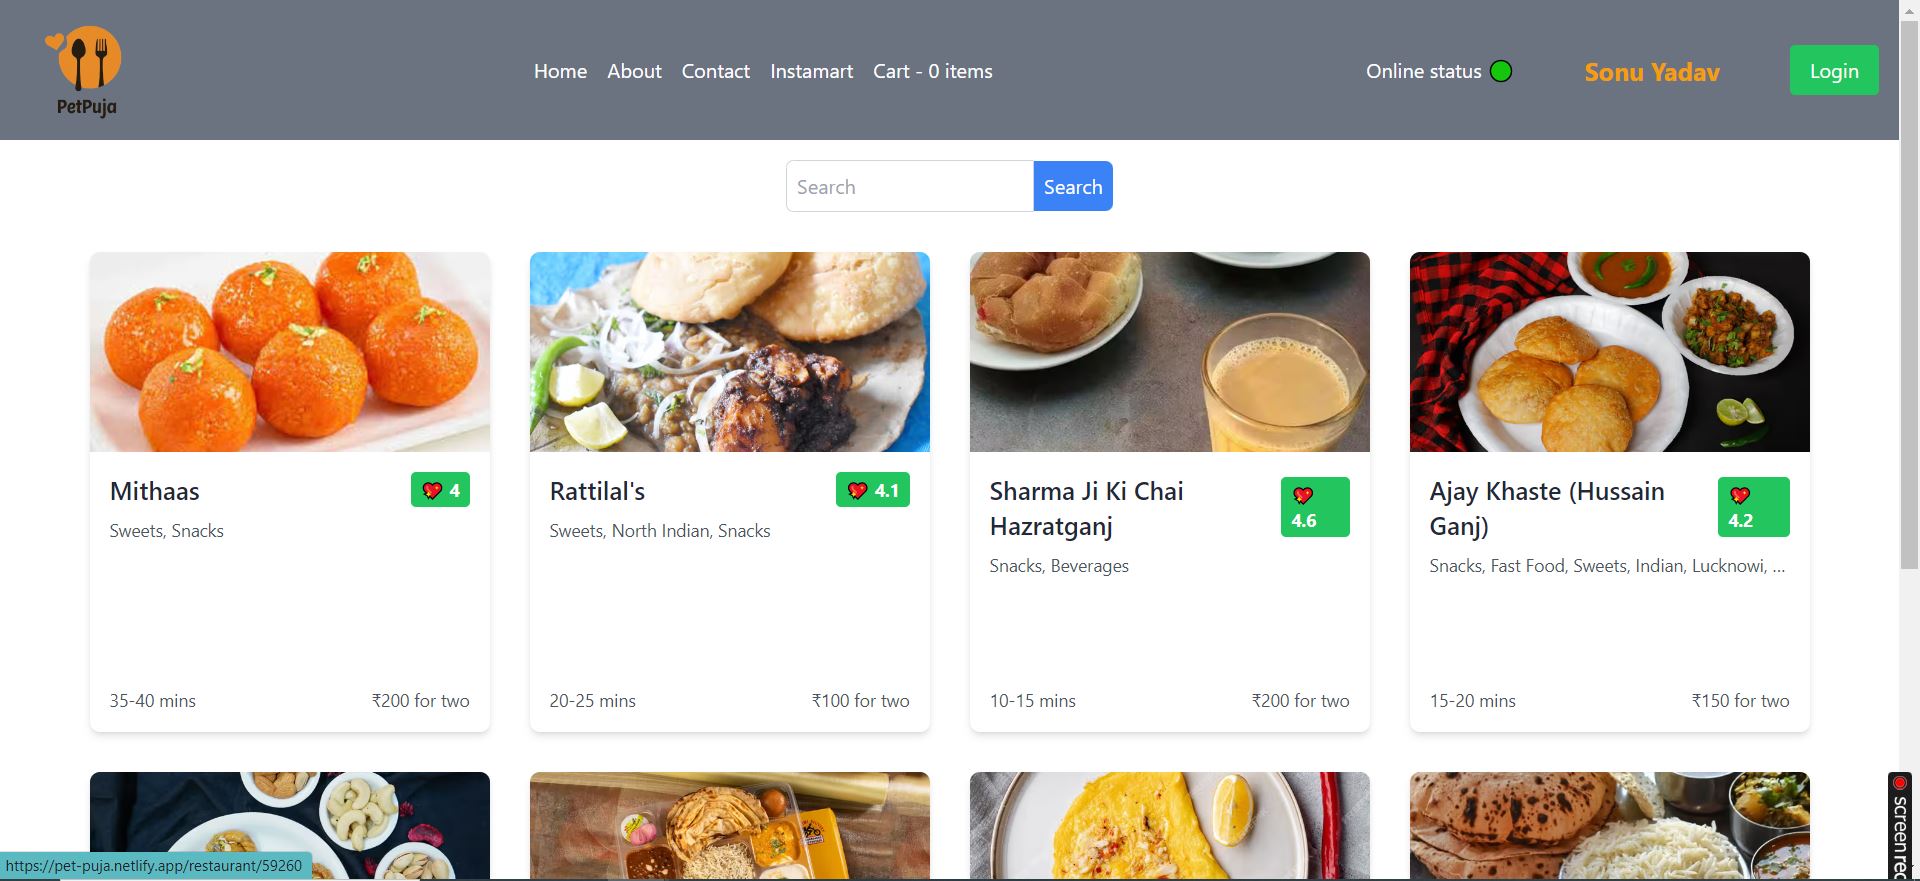 PetPuja
Home About Contact Instamart Cart - 0 items
Online status
Sonu Yadav
Login
Search
Search
Mithaas
4
Sweets, Snacks
35-40 mins
₹200 for two
Rattilal's
4.1
Sweets, North Indian, Snacks
20-25 mins
₹100 for two
Sharma Ji Ki Chai
Hazratganj
4.6
Snacks, Beverages
10-15 mins
₹200 for two
Ajay Khaste (Hussain
Ganj)
4.2
Snacks, Fast Food, Sweets, Indian, Lucknowi, ...
15-20 mins
₹150 for two
https://pet-puja.netlify.app/restaurant/59260
screen rec